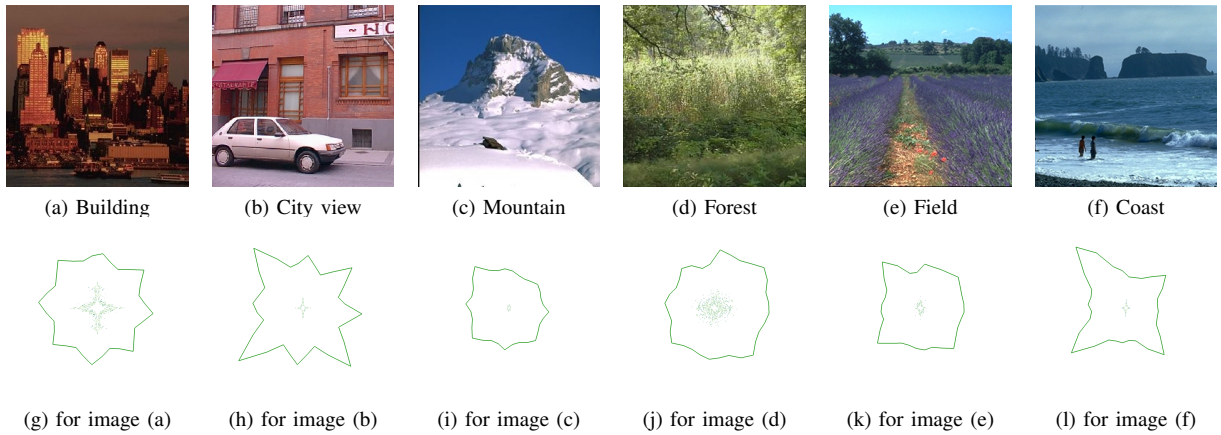 ~ H O
(a) Building
(b) City view
(c) Mountain
(d) Forest
(e) Field
(f) Coast
(g) for image (a)
(h) for image (b)
(i) for image (c)
(j) for image (d)
(k) for image (e)
(l) for image (f)